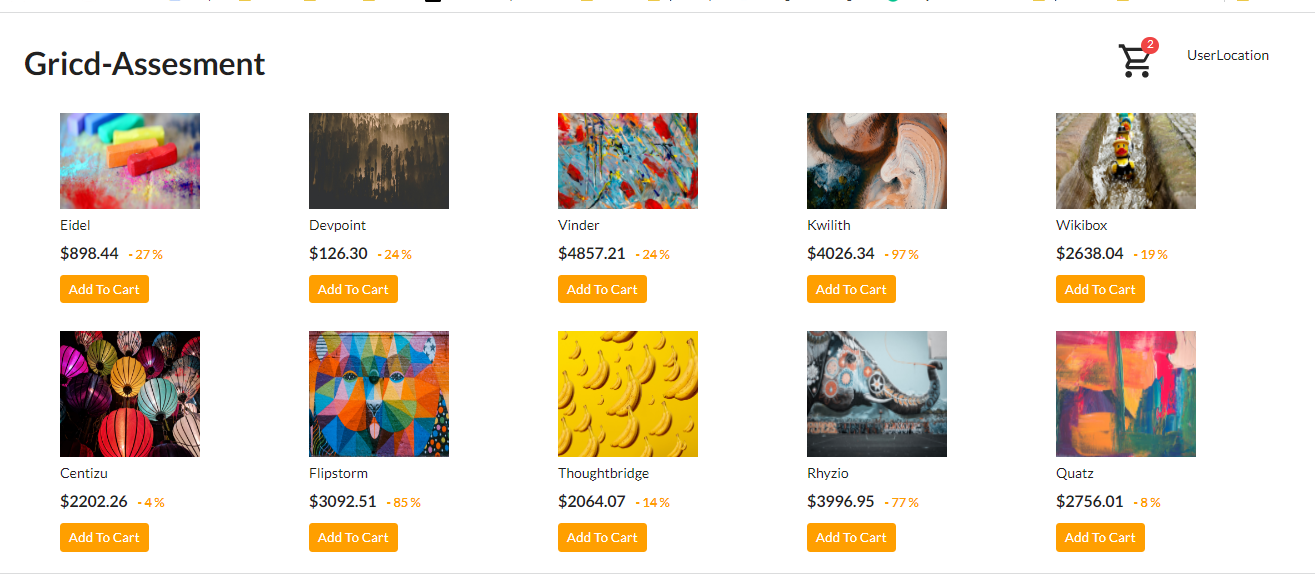 Gricd-Assesment
2
UserLocation
Eidel
Devpoint
Vinder
Kwilith
Wikibox
$898.44 - 27 %
$126.30 - 24 %
$4857.21 - 24 %
$4026.34 - 97 %
$2638.04 - 19 %
Add To Cart
Add To Cart
Add To Cart
Add To Cart
Add To Cart
Centizu
Flipstorm
Thoughtbridge
Rhyzio
Quatz
$2202.26 - 4 %
$3092.51 - 85 %
$2064.07 - 14 %
$3996.95 - 77 %
$2756.01 - 8 %
Add To Cart
Add To Cart
Add To Cart
Add To Cart
Add To Cart